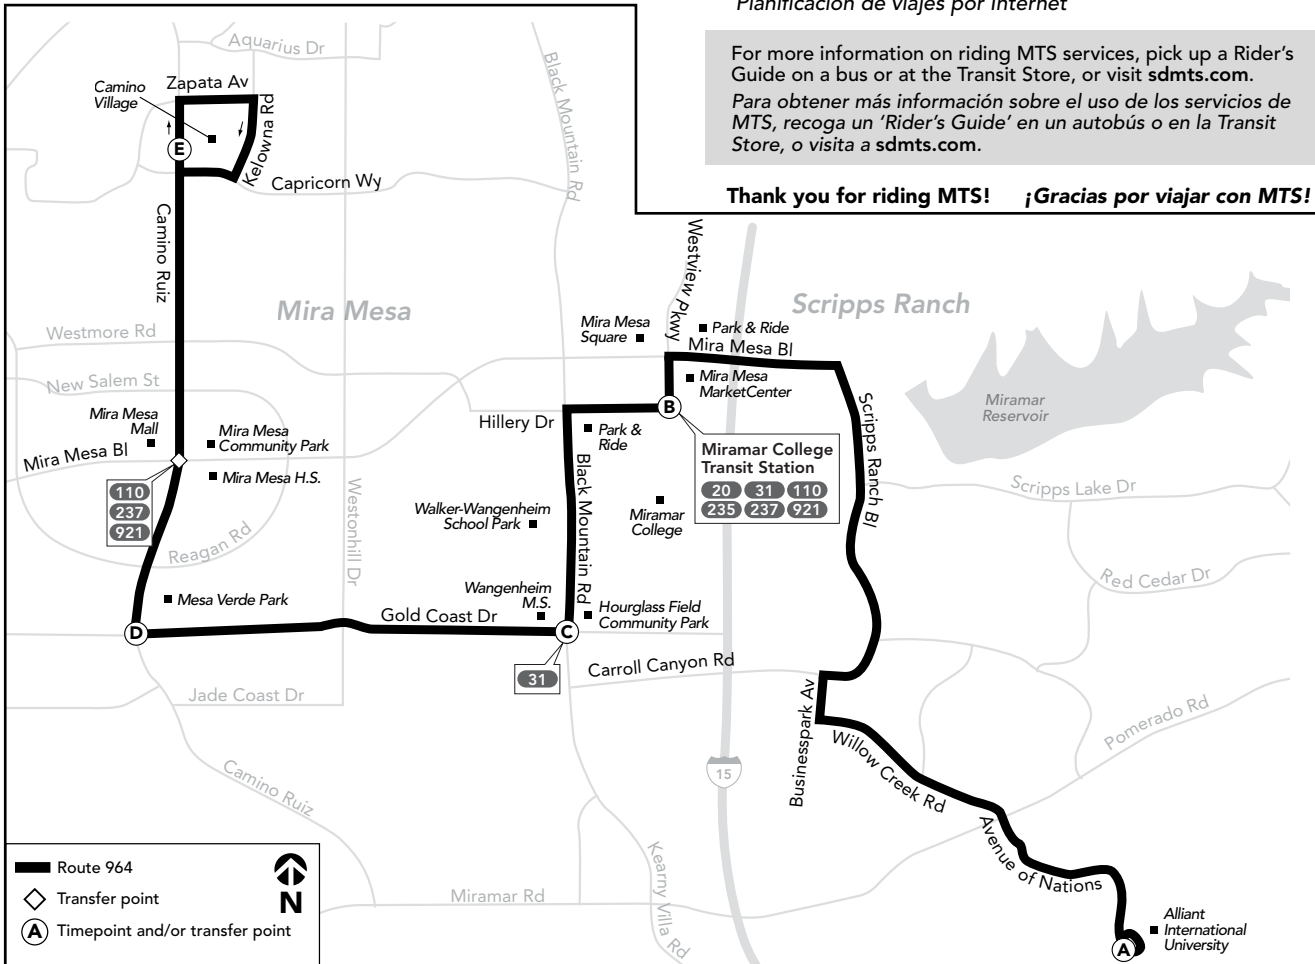 Planificación de viajes por Internet
For more information on riding MTS services, pick up a Rider's
Guide on a bus or at the Transit Store, or visit sdmts.com.
Para obtener más información sobre el uso de los servicios de
MTS, recoga un 'Rider's Guide' en un autobús o en la Transit
Store, o visita a sdmts.com.
Thank you for riding MTS! ¡Gracias por viajar con MTS!
Aquarius Dr
Zapata Av
Camino
Village
Kelowna Rd
E
Capricorn Wy
Camino Ruiz
Black Mountain Rd
Westview Pkwy
Mira Mesa
Scripps Ranch
Westmore Rd
Mira Mesa
Square
Park & Ride
Mira Mesa Bl
New Salem St
Mira Mesa
MarketCenter
Miramar
Reservoir
Mira Mesa
Mall
Mira Mesa
Community Park
Hillery Dr
B
Park &
Ride
Scripps Ranch Bl
Mira Mesa Bl
Mira Mesa H.S.
Miramar College
Transit Station
20 31 110
235 237 921
110
237
921
Westonhill Dr
Black Mountain Rd
Scripps Lake Dr
Walker-Wangenheim
School Park
Miramar
College
Reagan Rd
Red Cedar Dr
Mesa Verde Park
Wangenheim
M.S.
Hourglass Field
Community Park
Gold Coast Dr
D
C
31
Carroll Canyon Rd
Jade Coast Dr
Businesspark Av
Pomerado Rd
Willow Creek Rd
15
Camino Ruiz
Avenue of Nations
Kearny Villa Rd
Miramar Rd
Alliant
International
University
A
Route 964
Transfer point
A Timepoint and/or transfer point
N